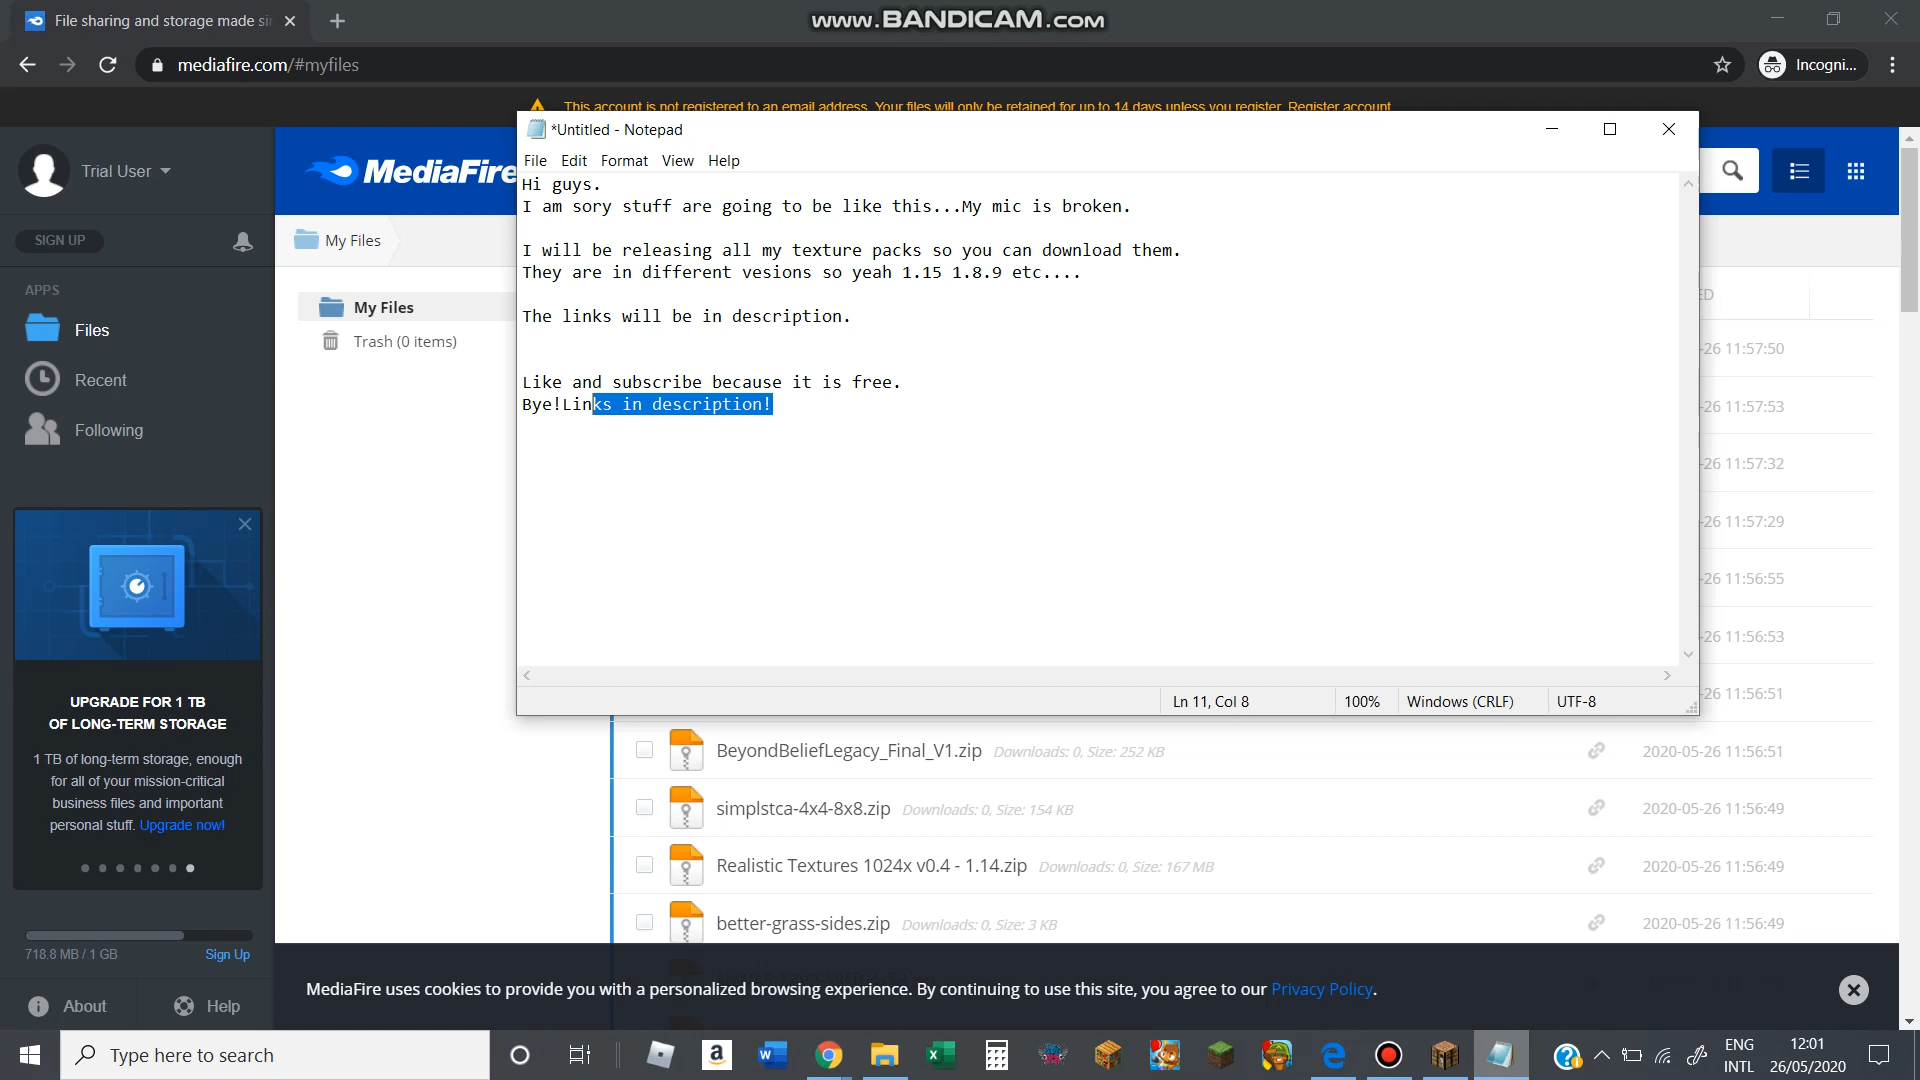 File sharing and storage made si
www.BANDICAM.com
mediafire.com/#myfiles
Incogni...
This account is not registered to an email address. Your files will only be retained for up to 14 days unless you register. Register account
Trial User
SIGN UP
APPS
Files
Recent
Following
UPGRADE FOR 1 TB
OF LONG-TERM STORAGE
1 TB of long-term storage, enough
for all of your mission-critical
business files and important
personal stuff. Upgrade now!
718.8 MB / 1 GB
Sign Up
About
Help
MediaFire
My Files
My Files
Trash (0 items)
*Untitled - Notepad
File Edit Format View Help
Hi guys.
I am sory stuff are going to be like this...My mic is broken.
I will be releasing all my texture packs so you can download them.
They are in different vesions so yeah 1.15 1.8.9 etc....
The links will be in description.
Like and subscribe because it is free.
Bye!Links in description!
Ln 11, Col 8
100%
Windows (CRLF)
UTF-8
ED
-26 11:57:50
-26 11:57:53
-26 11:57:32
-26 11:57:29
-26 11:56:55
-26 11:56:53
-26 11:56:51
BeyondBeliefLegacy_Final_V1.zip Downloads: 0, Size: 252 KB 2020-05-26 11:56:51
simplstca-4x4-8x8.zip Downloads: 0, Size: 154 KB 2020-05-26 11:56:49
Realistic Textures 1024x v0.4 - 1.14.zip Downloads: 0, Size: 167 MB 2020-05-26 11:56:49
better-grass-sides.zip Downloads: 0, Size: 3 KB 2020-05-26 11:56:49
MediaFire uses cookies to provide you with a personalized browsing experience. By continuing to use this site, you agree to our Privacy Policy.
Type here to search
ENG
INTL
12:01
26/05/2020